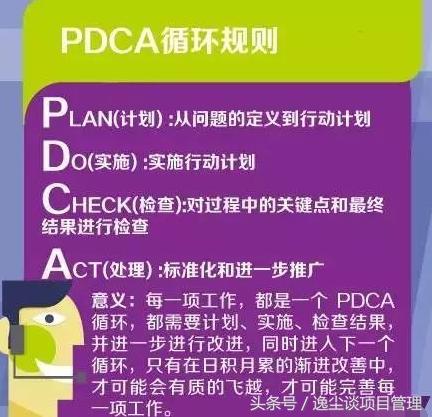 PDCA循环规则
PLAN(计划) :从问题的定义到行动计划
DO(实施) :实施行动计划
CHECK(检查):对过程中的关键点和最终
结果进行检查
ACT(处理) :标准化和进一步推广
意义：每一项工作，都是一个 PDCA
循环，都需要计划、实施、检查结果，
并进一步进行改进，同时进入下一个
循环，只有在日积月累的渐进改善中，
才可能会有质的飞越，才可能完善每
一项工作。
头条号 / 逸尘谈项目管理